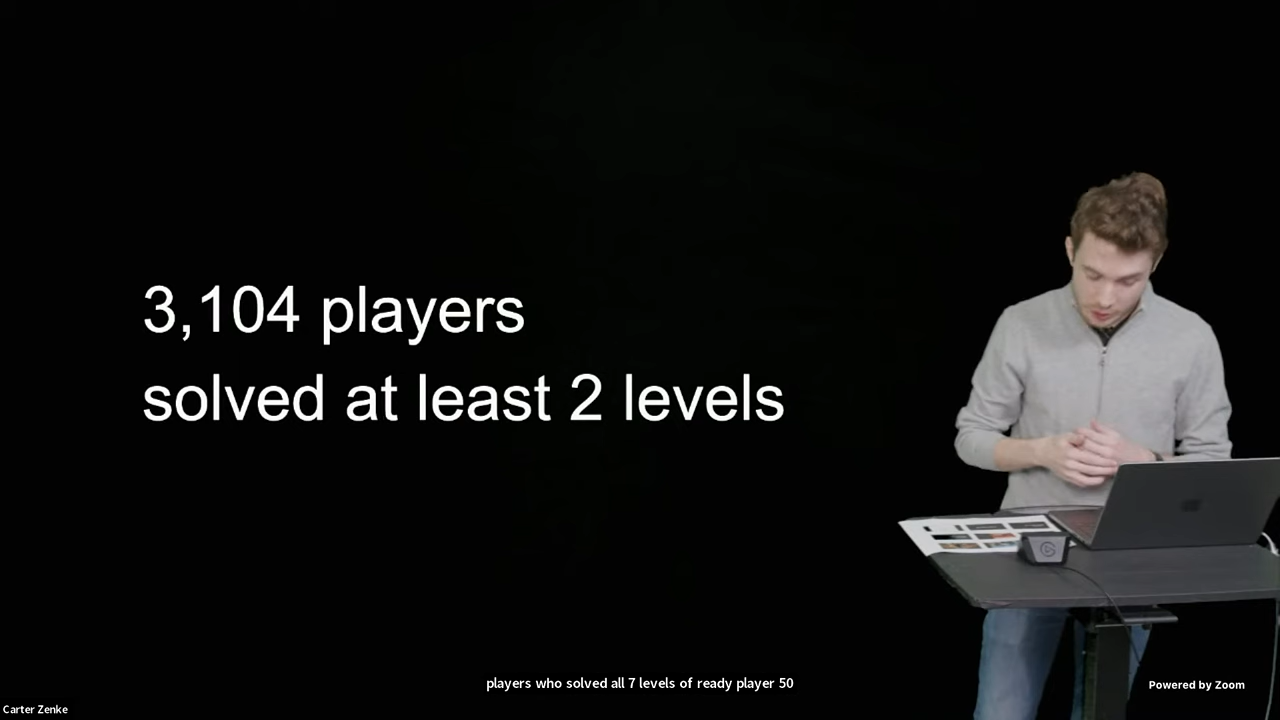 3,104 players
solved at least 2 levels
players who solved all 7 levels of ready player 50
Powered by Zoom
Carter Zenke